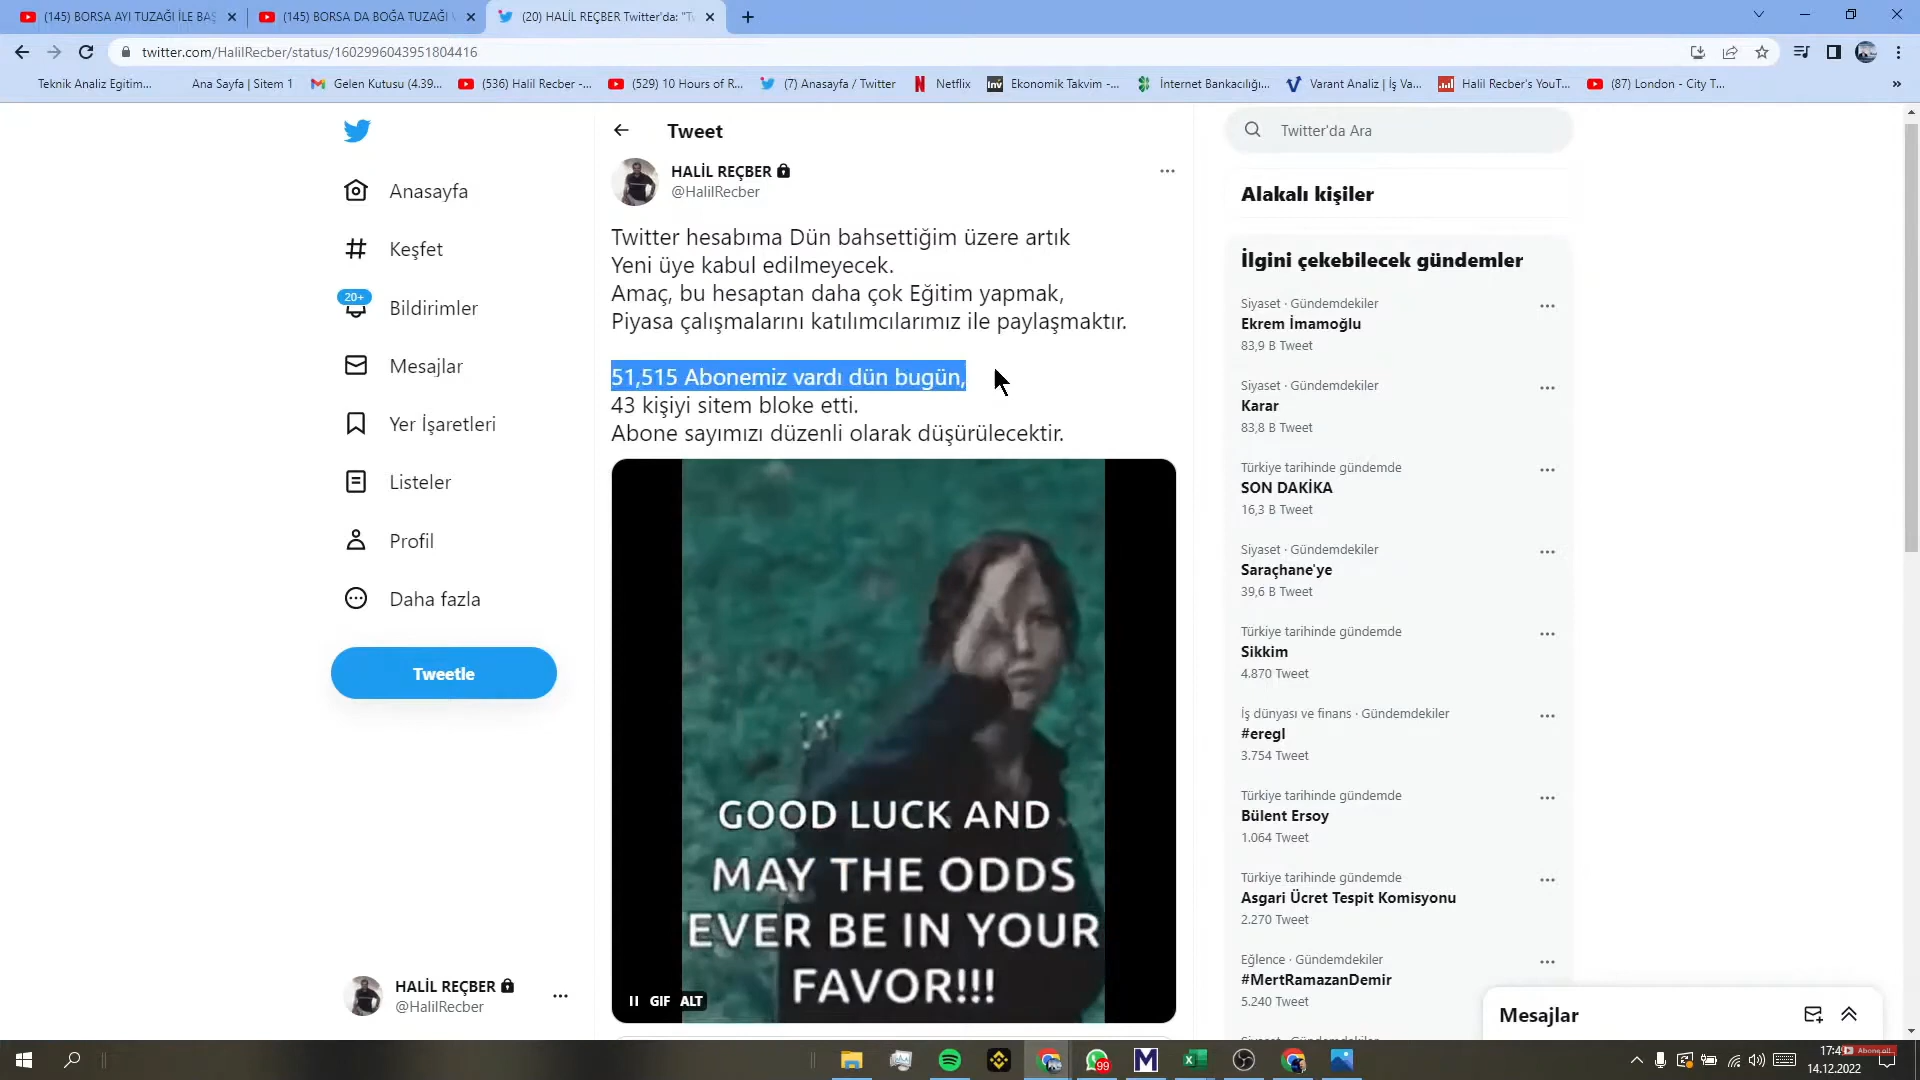 (145) BORSA AYI TUZAĞI İLE BAŞ
(145) BORSA DA BOĞA TUZAĞI
(20) HALİL REÇBER Twitter'da: "Tw
twitter.com/HalilRecber/status/1602996043951804416
Teknik Analiz Egitim...
Ana Sayfa | Sitem 1
Gelen Kutusu (4.39...
(536) Halil Recber -...
(529) 10 Hours of R...
(7) Anasayfa / Twitter
Netflix
Ekonomik Takvim -...
İnternet Bankacılığı...
Varant Analiz | İş Va...
Halil Recber's YouT...
(87) London - City T...
Anasayfa
Keşfet
20+
Bildirimler
Mesajlar
Yer İşaretleri
Listeler
Profil
Daha fazla
Tweetle
HALİL REÇBER
@HalilRecber
Tweet
HALİL REÇBER
@HalilRecber
Twitter hesabıma Dün bahsettiğim üzere artık
Yeni üye kabul edilmeyecek.
Amaç, bu hesaptan daha çok Eğitim yapmak,
Piyasa çalışmalarını katılımcılarımız ile paylaşmaktır.
51,515 Abonemiz vardı dün bugün,
43 kişiyi sitem bloke etti.
Abone sayımızı düzenli olarak düşürülecektir.
GOOD LUCK AND
MAY THE ODDS
EVER BE IN YOUR
FAVOR!!!
GIF ALT
Twitter'da Ara
Alakalı kişiler
İlgini çekebilecek gündemler
Siyaset · Gündemdekiler
Ekrem İmamoğlu
83,9 B Tweet
Siyaset · Gündemdekiler
Karar
83,8 B Tweet
Türkiye tarihinde gündemde
SON DAKİKA
16,3 B Tweet
Siyaset · Gündemdekiler
Saraçhane'ye
39,6 B Tweet
Türkiye tarihinde gündemde
Sikkim
4.870 Tweet
İş dünyası ve finans · Gündemdekiler
#eregl
3.754 Tweet
Türkiye tarihinde gündemde
Bülent Ersoy
1.064 Tweet
Türkiye tarihinde gündemde
Asgari Ücret Tespit Komisyonu
2.270 Tweet
Eğlence · Gündemdekiler
#MertRamazanDemir
5.240 Tweet
Mesajlar
99
Abone ol!
14.12.2022